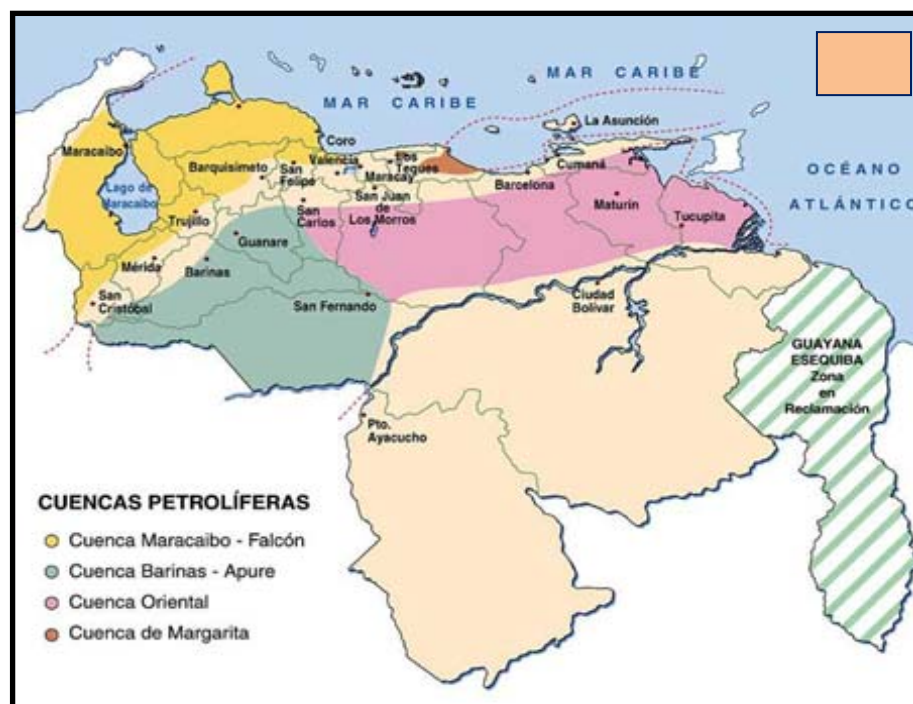 MAR CARIBE
MAR CARIBE
La Asunción
Coro
Maracaibo
Barquisimeto
San
Felipe
Valencia
Los
Teques
Maracay
Cumaná
Barcelona
OCÉANO
ATLÁNTICO
Lago de
Maracaibo
San Juan
de
Los Morros
Maturín
Trujillo
San
Carlos
Tucupita
Guanare
Mérida
Barinas
San
Cristóbal
San Fernando
Ciudad
Bolívar
GUAYANA
ESEQUIBA
Zona
en
Reclamación
Pto.
Ayacucho
CUENCAS PETROLÍFERAS
Cuenca Maracaibo - Falcón
Cuenca Barinas - Apure
Cuenca Oriental
Cuenca de Margarita